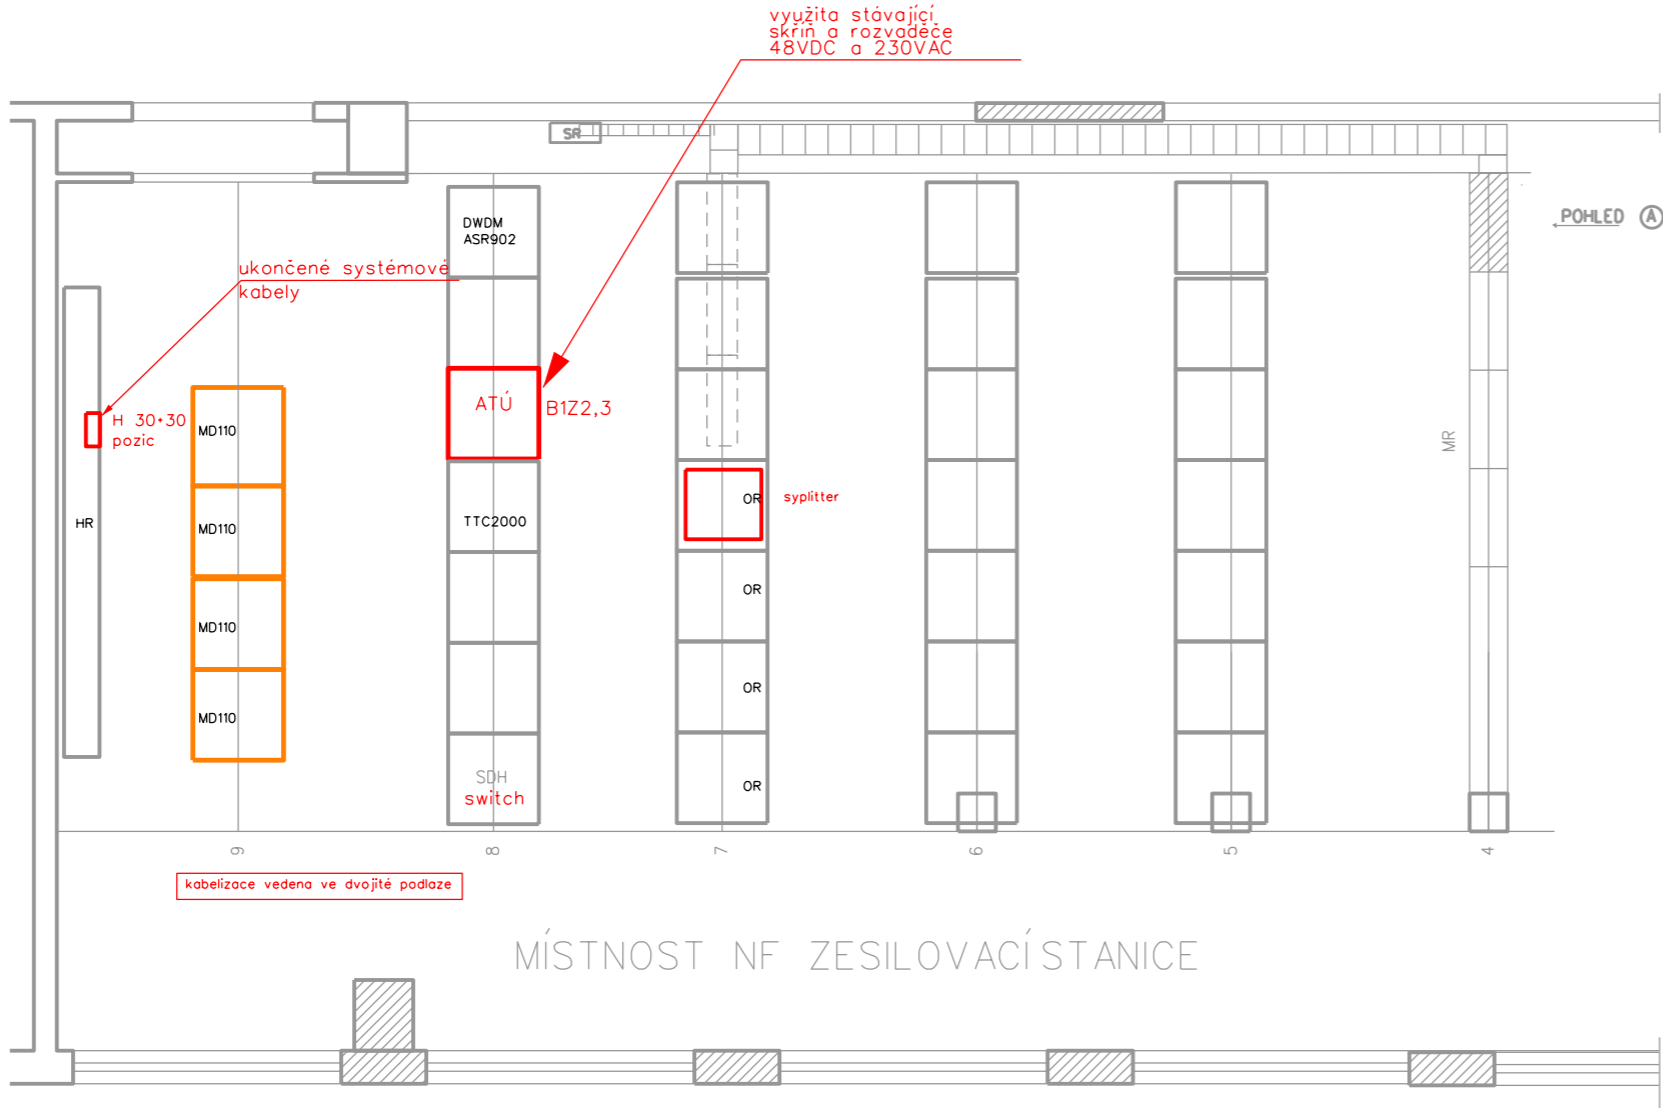 využita stávající
skříň a rozvaděče
48VDC a 230VAC
SR
POHLED A
DWDM
ASR902
ukončené systémové
kabely
ATÚ
B1Z2,3
H 30+30
pozic
MD110
MR
HR
TTC2000
OR
syplitter
MD110
OR
MD110
OR
MD110
SDH
switch
OR
9
8
7
6
5
4
kabelizace vedena ve dvojité podlaze
MÍSTNOST NF ZESILOVACÍ STANICE